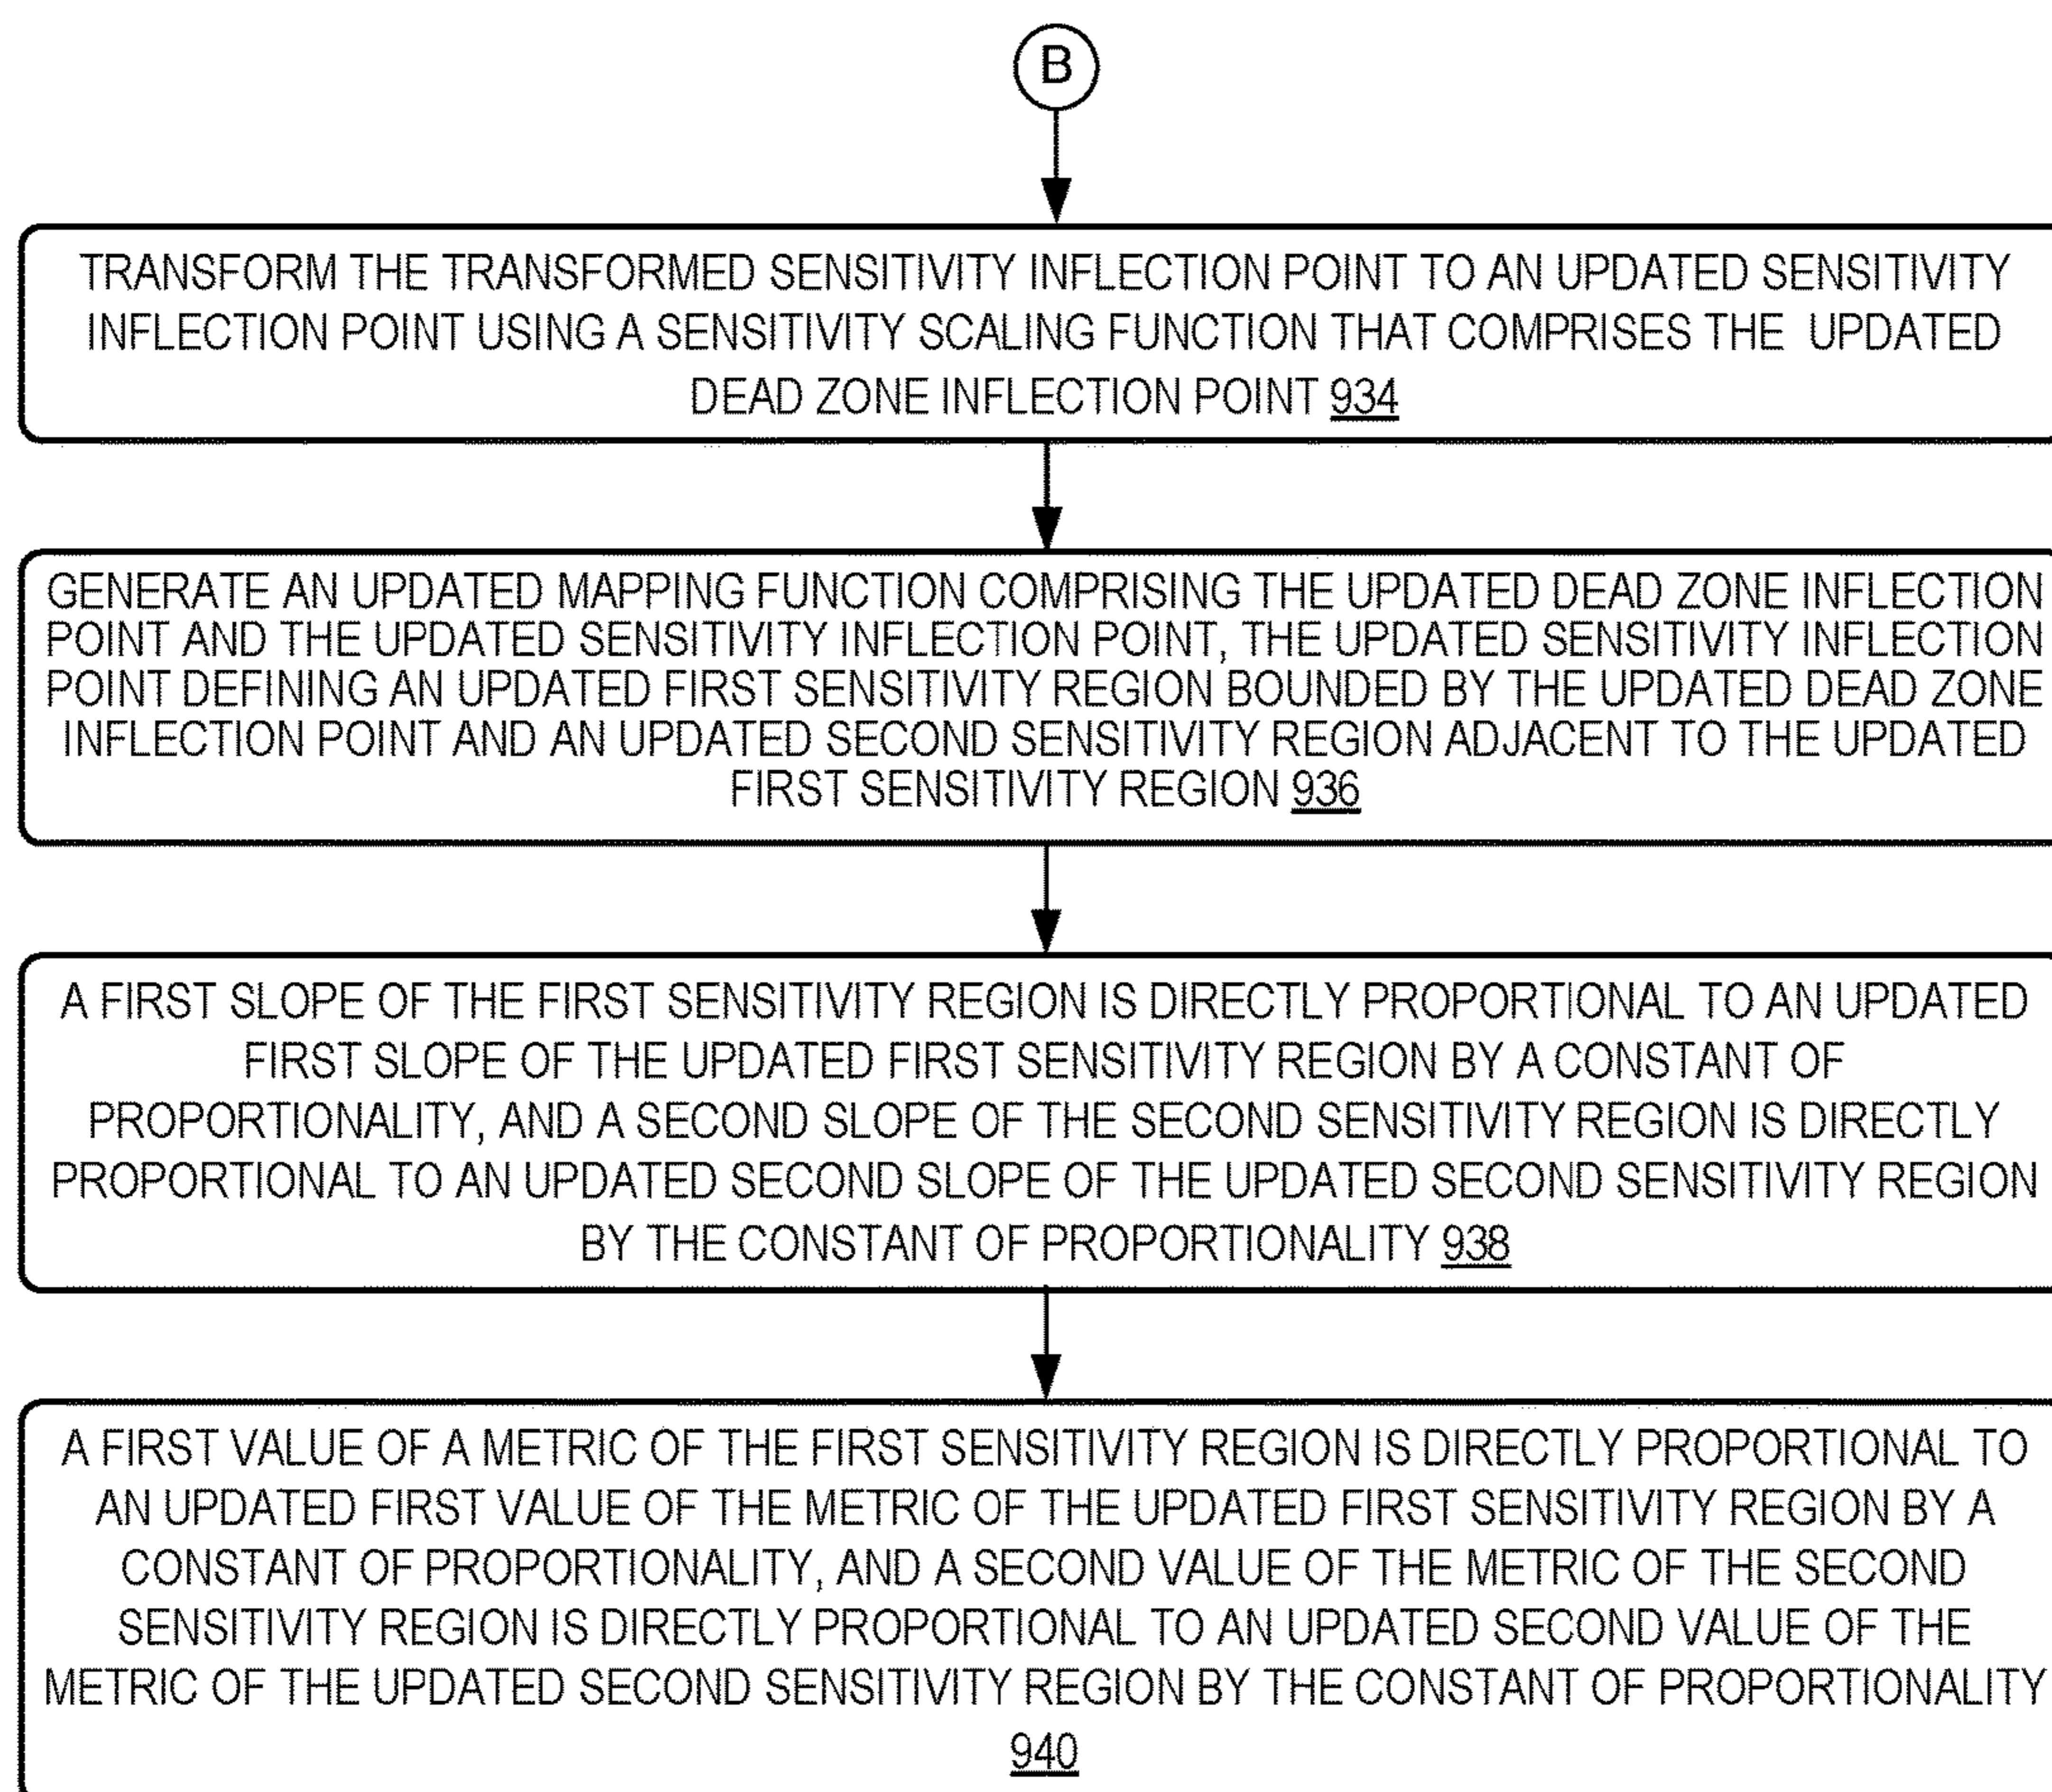 B
TRANSFORM THE TRANSFORMED SENSITIVITY INFLECTION POINT TO AN UPDATED SENSITIVITY
INFLECTION POINT USING A SENSITIVITY SCALING FUNCTION THAT COMPRISES THE UPDATED
DEAD ZONE INFLECTION POINT 934
GENERATE AN UPDATED MAPPING FUNCTION COMPRISING THE UPDATED DEAD ZONE INFLECTION
POINT AND THE UPDATED SENSITIVITY INFLECTION POINT, THE UPDATED SENSITIVITY INFLECTION
POINT DEFINING AN UPDATED FIRST SENSITIVITY REGION BOUNDED BY THE UPDATED DEAD ZONE
INFLECTION POINT AND AN UPDATED SECOND SENSITIVITY REGION ADJACENT TO THE UPDATED
FIRST SENSITIVITY REGION 936
A FIRST SLOPE OF THE FIRST SENSITIVITY REGION IS DIRECTLY PROPORTIONAL TO AN UPDATED
FIRST SLOPE OF THE UPDATED FIRST SENSITIVITY REGION BY A CONSTANT OF
PROPORTIONALITY, AND A SECOND SLOPE OF THE SECOND SENSITIVITY REGION IS DIRECTLY
PROPORTIONAL TO AN UPDATED SECOND SLOPE OF THE UPDATED SECOND SENSITIVITY REGION
BY THE CONSTANT OF PROPORTIONALITY 938
A FIRST VALUE OF A METRIC OF THE FIRST SENSITIVITY REGION IS DIRECTLY PROPORTIONAL TO
AN UPDATED FIRST VALUE OF THE METRIC OF THE UPDATED FIRST SENSITIVITY REGION BY A
CONSTANT OF PROPORTIONALITY, AND A SECOND VALUE OF THE METRIC OF THE SECOND
SENSITIVITY REGION IS DIRECTLY PROPORTIONAL TO AN UPDATED SECOND VALUE OF THE
METRIC OF THE UPDATED SECOND SENSITIVITY REGION BY THE CONSTANT OF PROPORTIONALITY
940